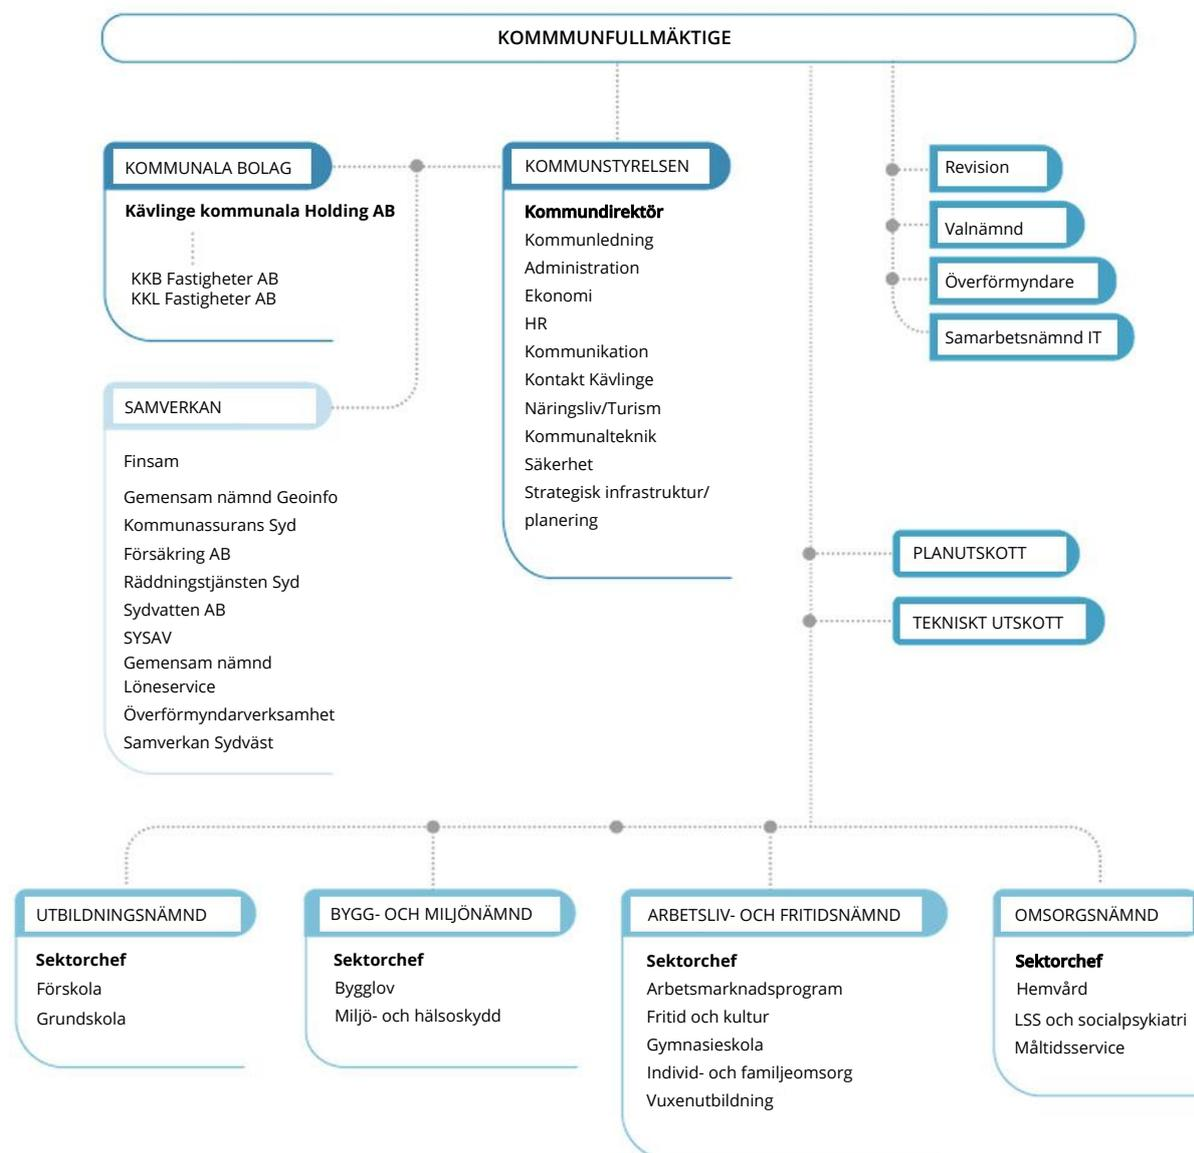 KOMMMUNFULLMÄKTIGE
KOMMUNALA BOLAG
Kävlinge kommunala Holding AB
KKB Fastigheter AB
KKL Fastigheter AB
SAMVERKAN
Finsam
Gemensam nämnd Geoinfo
Kommunassurans Syd
Försäkring AB
Räddningstjänsten Syd
Sydvatten AB
SYSAV
Gemensam nämnd
Löneservice
Överförmyndarverksamhet
Samverkan Sydväst
KOMMUNSTYRELSEN
Kommundirektör
Kommunledning
Administration
Ekonomi
HR
Kommunikation
Kontakt Kävlinge
Näringsliv/Turism
Kommunalteknik
Säkerhet
Strategisk infrastruktur/
planering
Revision
Valnämnd
Överförmyndare
Samarbetsnämnd IT
PLANUTSKOTT
TEKNISKT UTSKOTT
UTBILDNINGSNÄMND
Sektorchef
Förskola
Grundskola
BYGG- OCH MILJÖNÄMND
Sektorchef
Bygglov
Miljö- och hälsoskydd
ARBETSLIV- OCH FRITIDSNÄMND
Sektorchef
Arbetsmarknadsprogram
Fritid och kultur
Gymnasieskola
Individ- och familjeomsorg
Vuxenutbildning
OMSORGSNÄMND
Sektorchef
Hemvård
LSS och socialpsykiatri
Måltidsservice